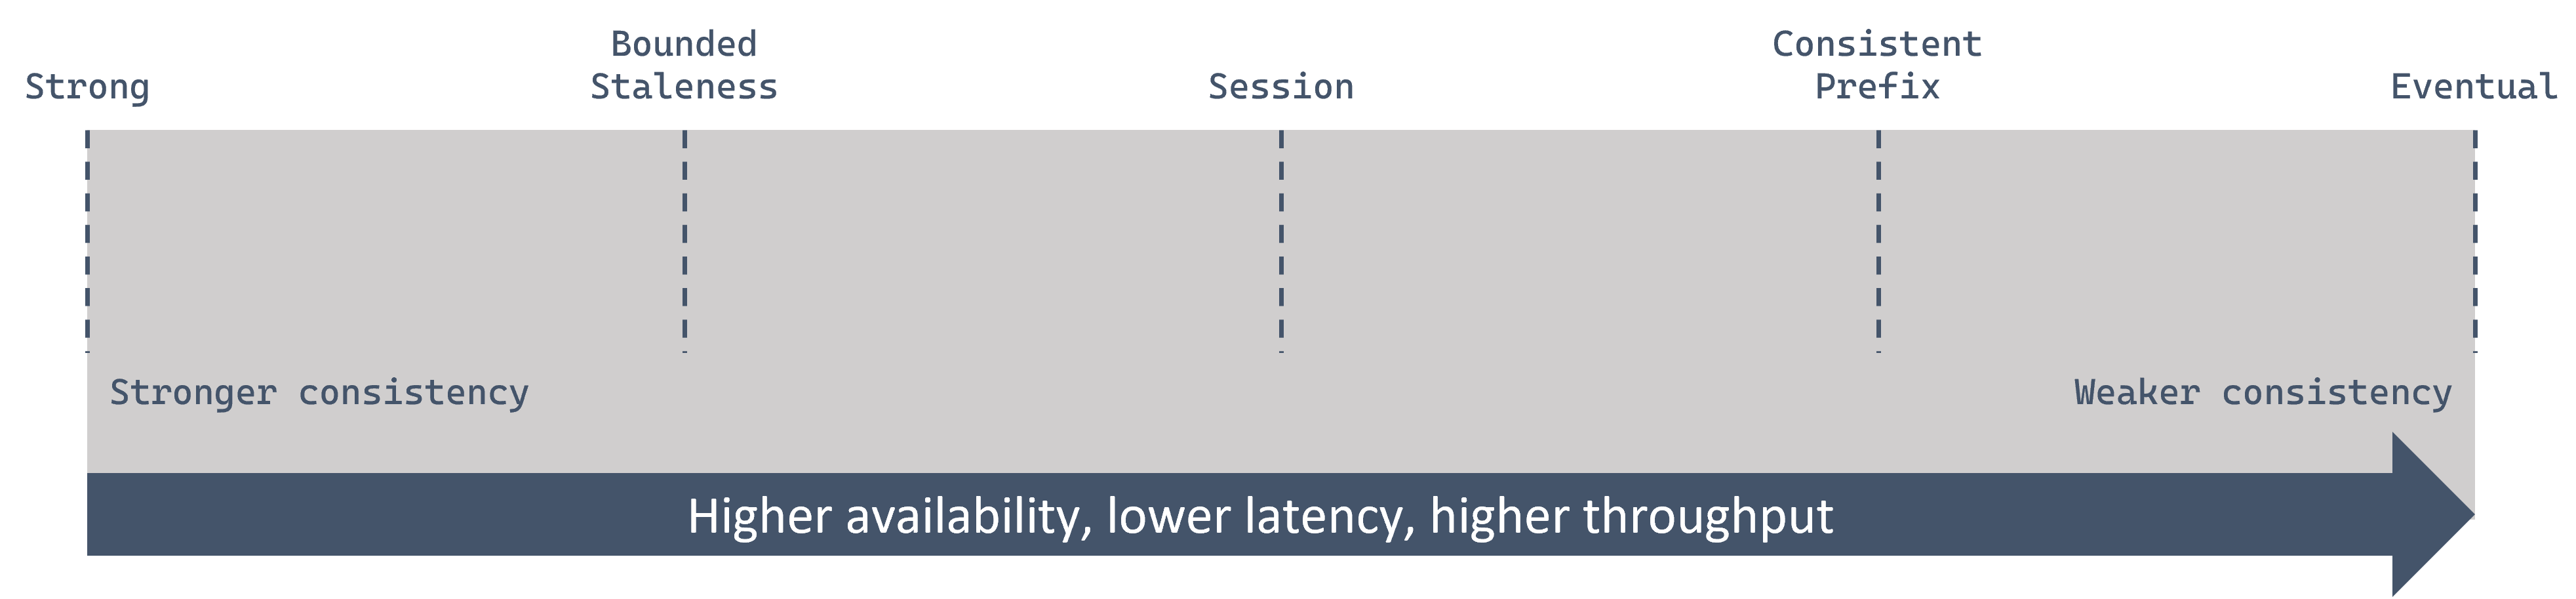 Strong
Bounded
Staleness
Session
Consistent
Prefix
Eventual
Stronger consistency
Weaker consistency
Higher availability, lower latency, higher throughput